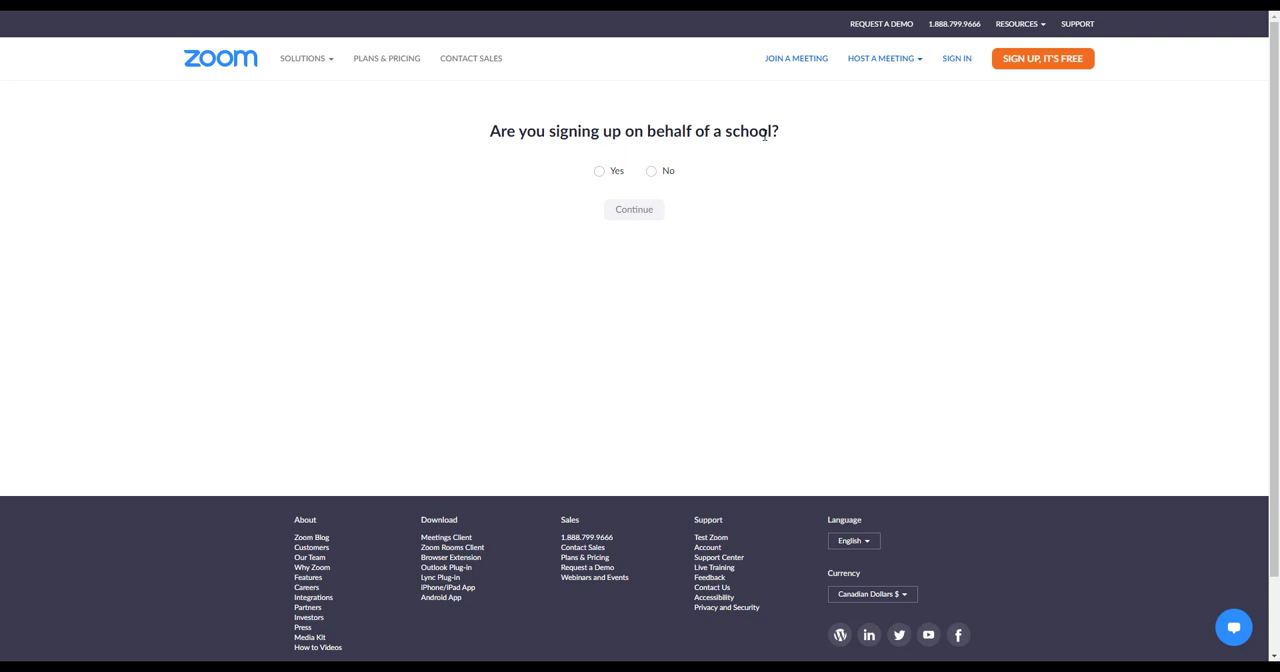 REQUEST A DEMO 1.888.799.9666 RESOURCES SUPPORT
zoom SOLUTIONS PLANS & PRICING CONTACT SALES JOIN A MEETING HOST A MEETING SIGN IN SIGN UP, IT'S FREE
Are you signing up on behalf of a school?
Yes No
Continue
About
Zoom Blog
Customers
Our Team
Why Zoom
Features
Careers
Integrations
Partners
Investors
Press
Media Kit
How to Videos
Download
Meetings Client
Zoom Rooms Client
Browser Extension
Outlook Plug-in
Lync Plug-in
iPhone/iPad App
Android App
Sales
1.888.799.9666
Contact Sales
Plans & Pricing
Request a Demo
Webinars and Events
Support
Test Zoom
Account
Support Center
Live Training
Feedback
Contact Us
Accessibility
Privacy and Security
Language
English
Currency
Canadian Dollars $